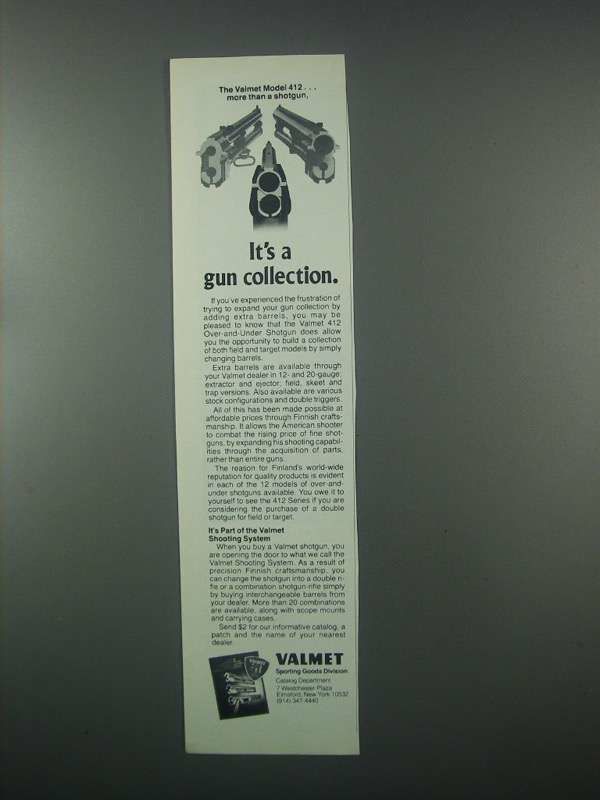 The Valmet Model 412 . . .
more than a shotgun,
It's a
gun collection.
If you've experienced the frustration of
trying to expand your gun collection by
adding extra barrels, you may be
pleased to know that the Valmet 412
Over-and-Under Shotgun does allow
you the opportunity to build a collection
of both field and target models by simply
changing barrels.
Extra barrels are available through
your Valmet dealer in 12- and 20-gauge;
extractor and ejector; field, skeet and
trap versions. Also available are various
stock configurations and double triggers.
All of this has been made possible at
affordable prices through Finnish crafts-
manship. It allows the American shooter
to combat the rising price of fine shot-
guns, by expanding his shooting capabil-
ities through the acquisition of parts,
rather than entire guns.
The reason for Finland's world-wide
reputation for quality products is evident
in each of the 12 models of over-and-
under shotguns available. You owe it to
yourself to see the 412 Series if you are
considering the purchase of a double
shotgun for field or target.
It's Part of the Valmet
Shooting System
When you buy a Valmet shotgun, you
are opening the door to what we call the
Valmet Shooting System. As a result of
precision Finnish craftsmanship, you
can change the shotgun into a double ri-
fle or a combination shotgun-rifle simply
by buying interchangeable barrels from
your dealer. More than 20 combinations
are available, along with scope mounts
and carrying cases.
Send $2 for our informative catalog, a
patch and the name of your nearest
dealer.
VALMET
Sporting Goods Division
Catalog Department
7 Westchester Plaza
Elmsford, New York 10532
(914) 347-4440